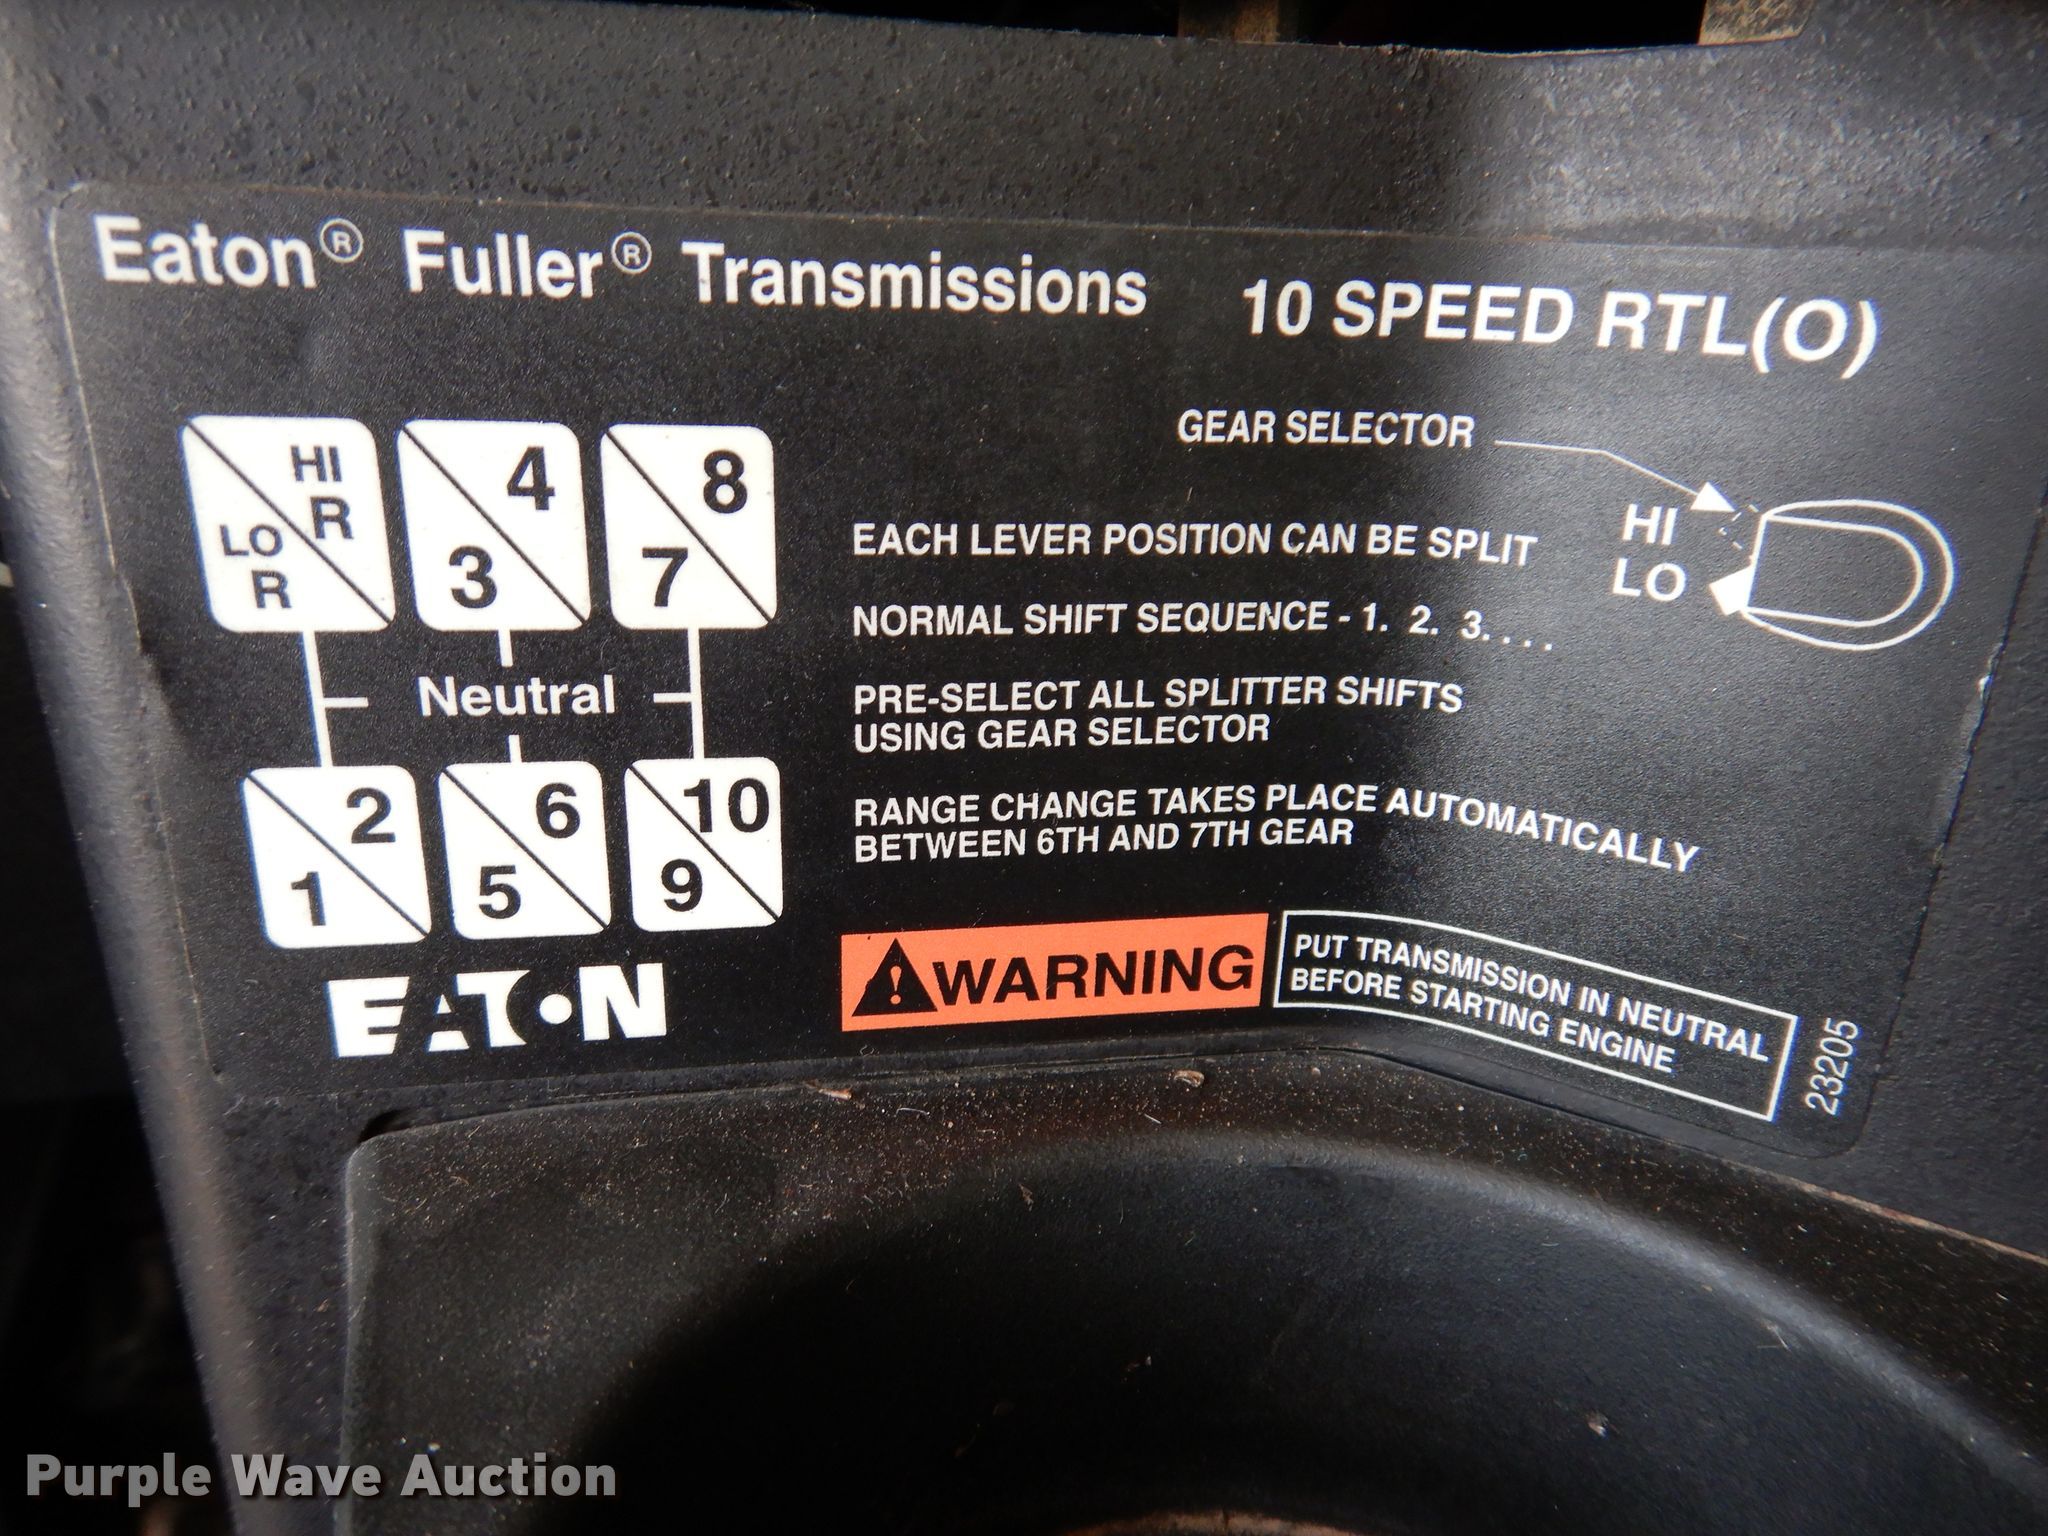 Eaton® Fuller® Transmissions 10 SPEED RTL(O)
GEAR SELECTOR
HI
LO
HI
R
LO
R
4
3
8
7
Neutral
2
1
6
5
10
9
EATON
EACH LEVER POSITION CAN BE SPLIT
NORMAL SHIFT SEQUENCE - 1. 2. 3. . . .
PRE-SELECT ALL SPLITTER SHIFTS
USING GEAR SELECTOR
RANGE CHANGE TAKES PLACE AUTOMATICALLY
BETWEEN 6TH AND 7TH GEAR
WARNING
PUT TRANSMISSION IN NEUTRAL
BEFORE STARTING ENGINE
23205
Purple Wave Auction